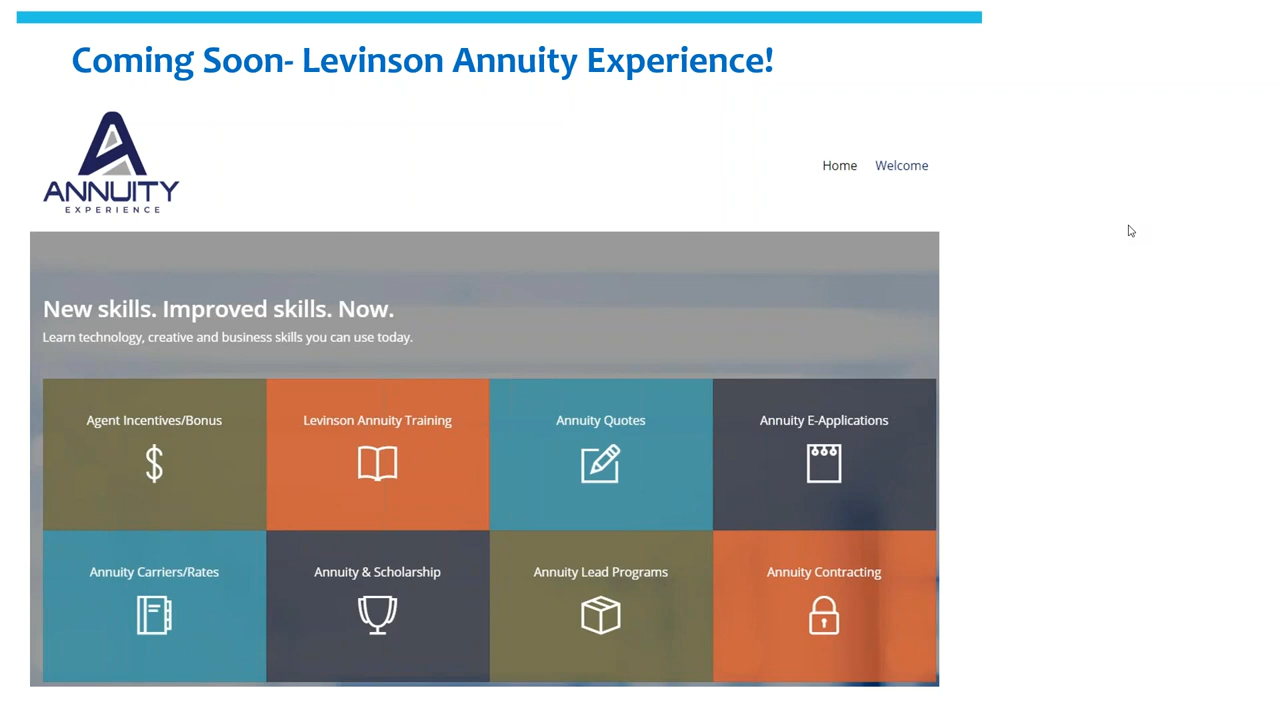 Coming Soon- Levinson Annuity Experience!
ANNUITY
EXPERIENCE
Home Welcome
New skills. Improved skills. Now.
Learn technology, creative and business skills you can use today.
Agent Incentives/Bonus
Levinson Annuity Training
Annuity Quotes
Annuity E-Applications
Annuity Carriers/Rates
Annuity & Scholarship
Annuity Lead Programs
Annuity Contracting